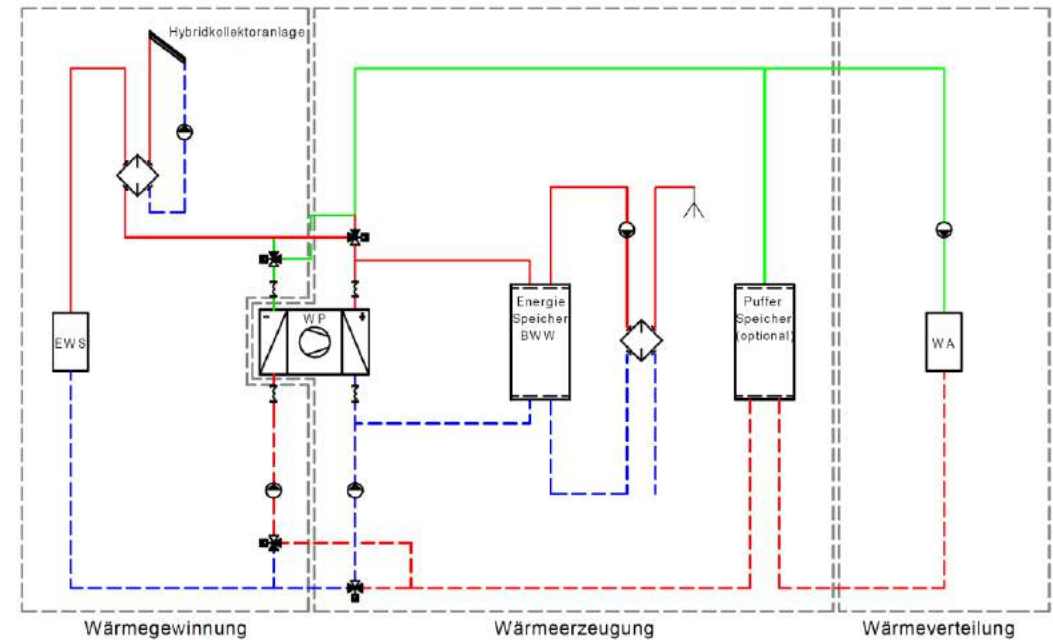 Hybridkollektoranlage
EWS
- WP +
Energie
Speicher
BWW
Puffer
Speicher
(optional)
WA
Wärmegewinnung
Wärmeerzeugung
Wärmeverteilung